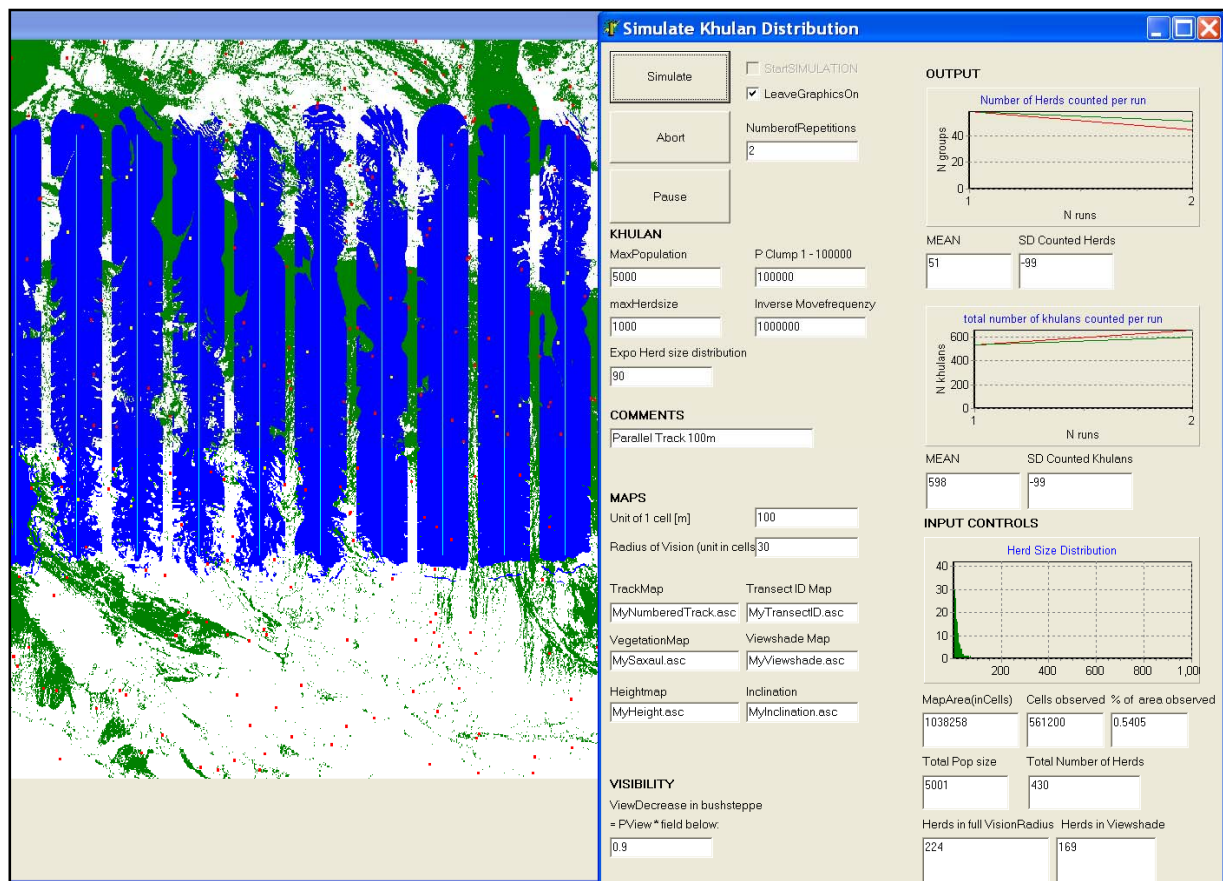 Simulate Khulan Distribution
Simulate
StartSIMULATION
LeaveGraphicsOn
Abort
NumberofRepetitions
2
Pause
KHULAN
MaxPopulation
P Clump 1 - 100000
5000
100000
maxHerdsize
Inverse Movefrequenzy
1000
1000000
Expo Herd size distribution
90
COMMENTS
Parallel Track 100m
MAPS
Unit of 1 cell [m]
100
Radius of Vision (unit in cells
30
TrackMap
Transect ID Map
MyNumberedTrack.asc
MyTransectID.asc
VegetationMap
Viewshade Map
MySaxaul.asc
MyViewshade.asc
Heightmap
Inclination
MyHeight.asc
MyInclination.asc
VISIBILITY
ViewDecrease in bushsteppe
= PView * field below:
0.9
OUTPUT
Number of Herds counted per run
N groups
40
20
0
1
2
N runs
MEAN
SD Counted Herds
51
-99
total number of khulans counted per run
N khulans
600
400
200
0
1
2
N runs
MEAN
SD Counted Khulans
598
-99
INPUT CONTROLS
Herd Size Distribution
40
30
20
10
0
200
400
600
800
1,00
MapArea(inCells)
Cells observed
% of area observed
1038258
561200
0.5405
Total Pop size
Total Number of Herds
5001
430
Herds in full VisionRadius
Herds in Viewshade
224
169